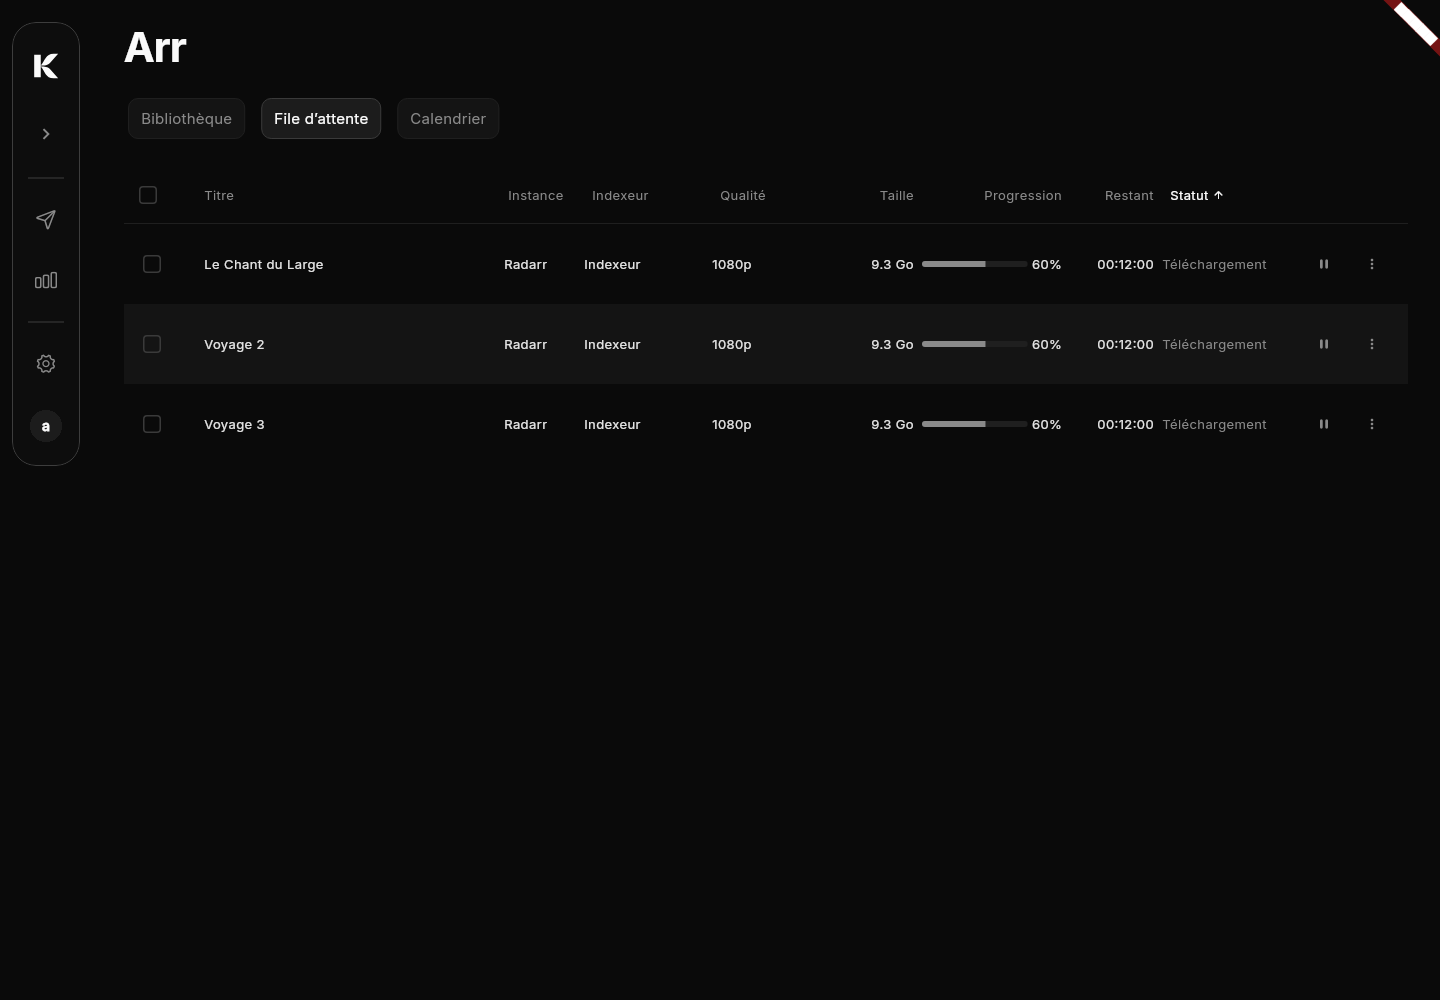 K
Arr
Bibliothèque File d’attente Calendrier
Titre Instance Indexeur Qualité Taille Progression Restant Statut ↑
Le Chant du Large Radarr Indexeur 1080p 9.3 Go 60% 00:12:00 Téléchargement
Voyage 2 Radarr Indexeur 1080p 9.3 Go 60% 00:12:00 Téléchargement
Voyage 3 Radarr Indexeur 1080p 9.3 Go 60% 00:12:00 Téléchargement
a